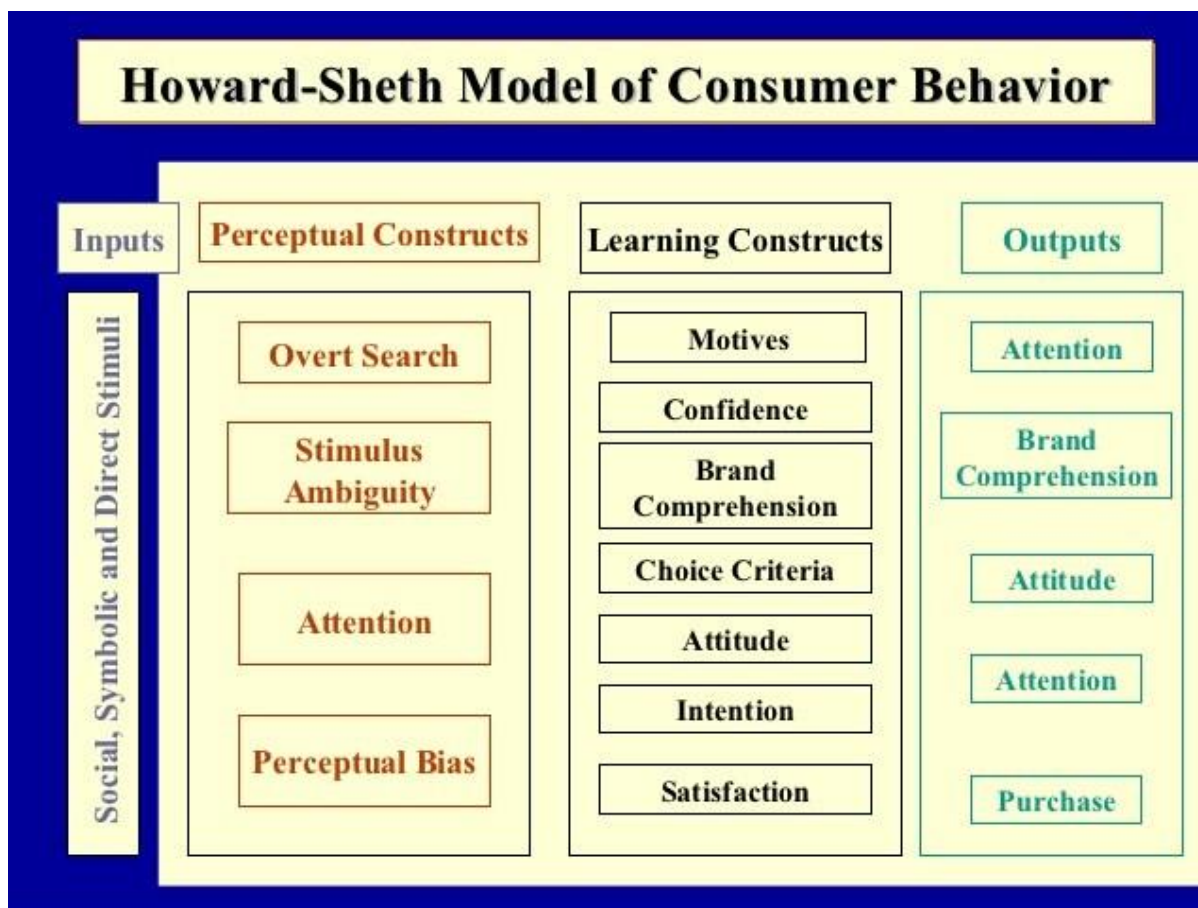 Howard-Sheth Model of Consumer Behavior
Inputs
Social, Symbolic and Direct Stimuli
Perceptual Constructs
Overt Search
Stimulus
Ambiguity
Attention
Perceptual Bias
Learning Constructs
Motives
Confidence
Brand
Comprehension
Choice Criteria
Attitude
Intention
Satisfaction
Outputs
Attention
Brand
Comprehension
Attitude
Attention
Purchase